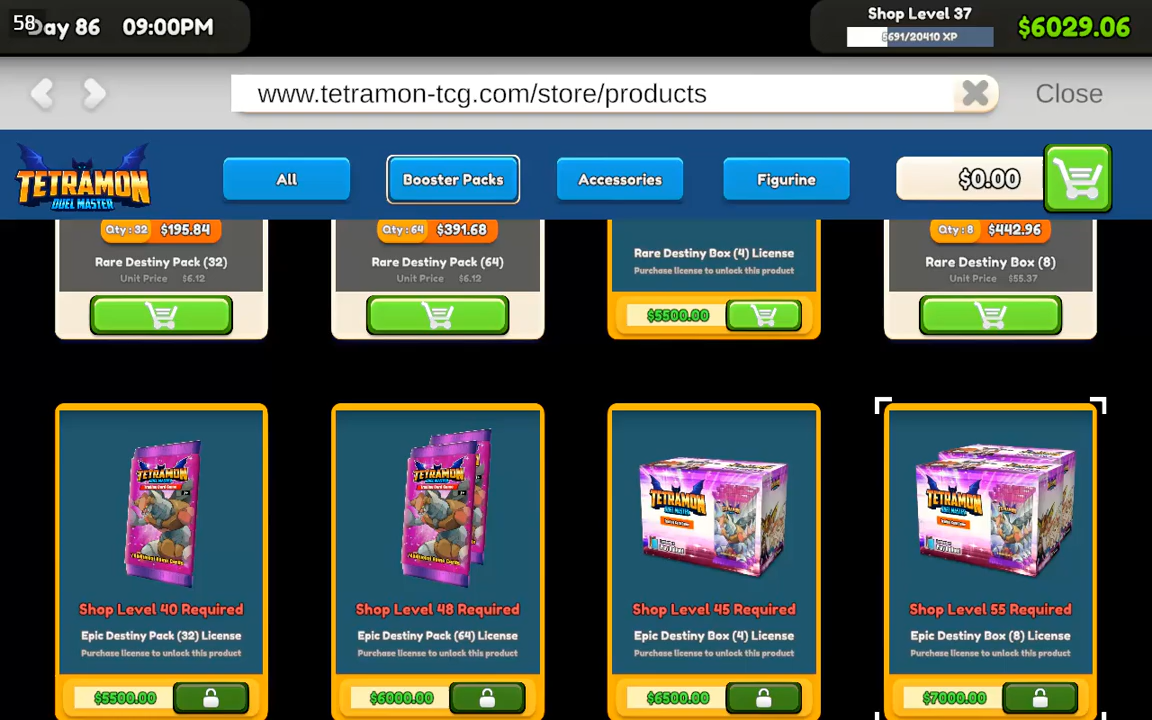 58
Day 86 09:00PM
Shop Level 37
5691/20410 XP
$6029.06
www.tetramon-tcg.com/store/products
Close
TETRAMON
DUEL MASTER
All
Booster Packs
Accessories
Figurine
$0.00
Qty : 32 $195.84
Rare Destiny Pack (32)
Unit Price $6.12
Qty : 64 $391.68
Rare Destiny Pack (64)
Unit Price $6.12
Rare Destiny Box (4) License
Purchase license to unlock this product
$5500.00
Qty : 8 $442.96
Rare Destiny Box (8)
Unit Price $55.37
TETRAMON
Shop Level 40 Required
Epic Destiny Pack (32) License
Purchase license to unlock this product
$5500.00
TETRAMON
Shop Level 48 Required
Epic Destiny Pack (64) License
Purchase license to unlock this product
$6000.00
TETRAMON
Shop Level 45 Required
Epic Destiny Box (4) License
Purchase license to unlock this product
$6500.00
TETRAMON
Shop Level 55 Required
Epic Destiny Box (8) License
Purchase license to unlock this product
$7000.00